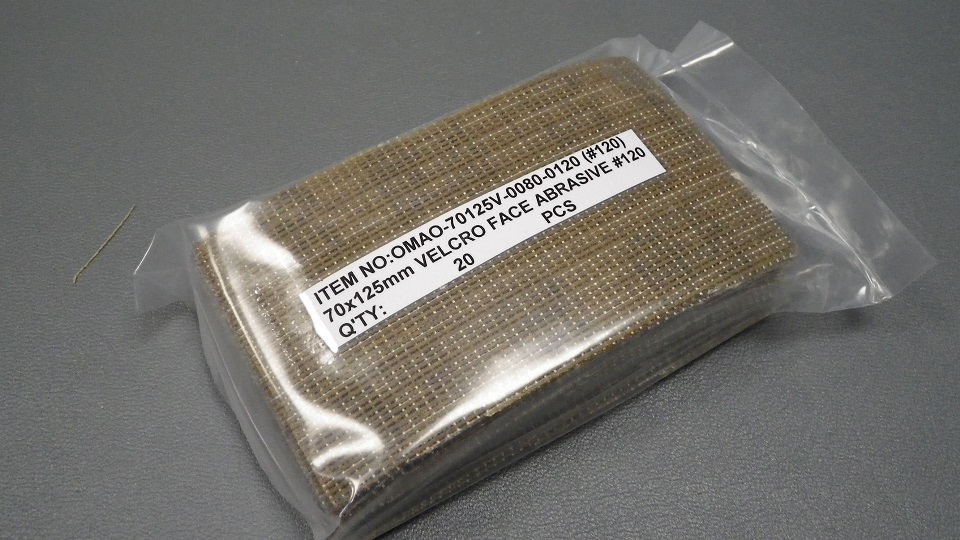 ITEM NO:OMAO-70125V-0080-0120 (#120)
70x125mm VELCRO FACE ABRASIVE #120
Q'TY: 20 PCS